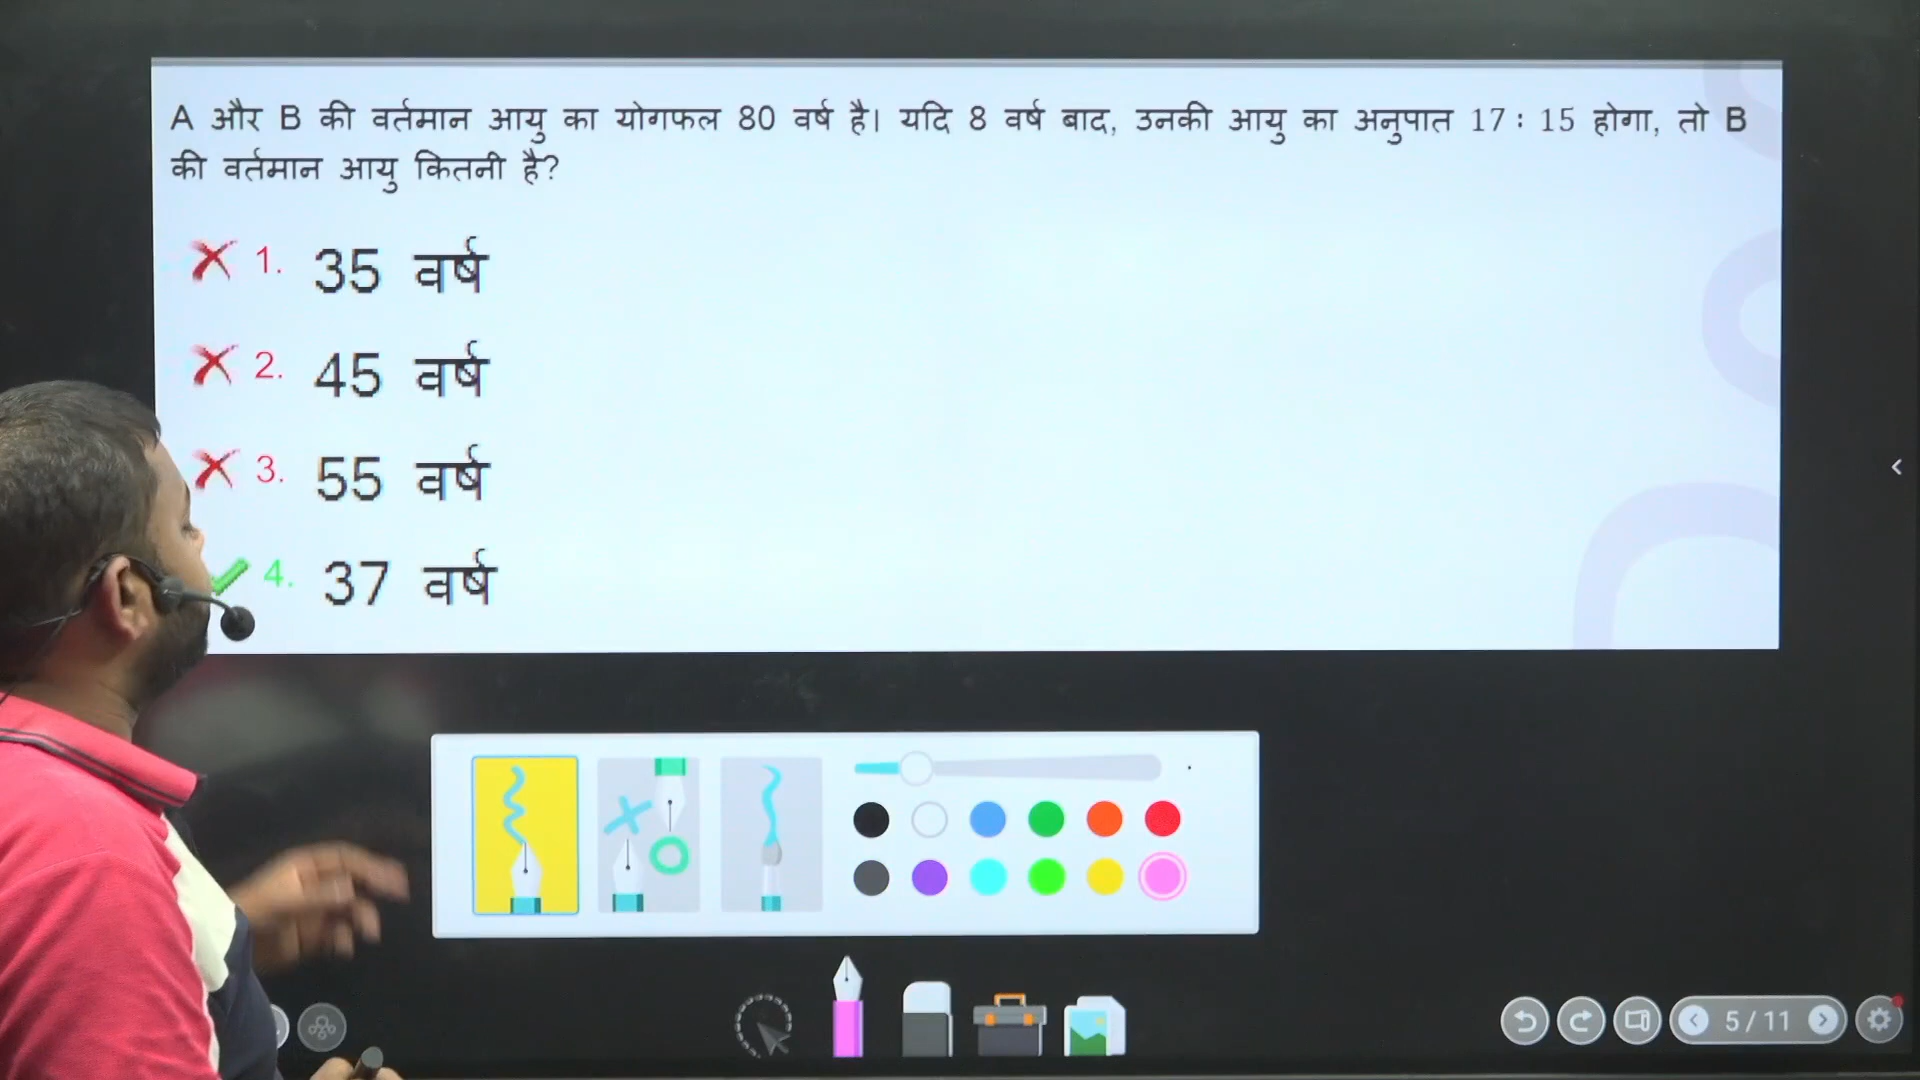 A और B की वर्तमान आयु का योगफल 80 वर्ष है। यदि 8 वर्ष बाद, उनकी आयु का अनुपात 17 : 15 होगा, तो B
की वर्तमान आयु कितनी है?
1. 35 वर्ष
2. 45 वर्ष
3. 55 वर्ष
4. 37 वर्ष
5/11